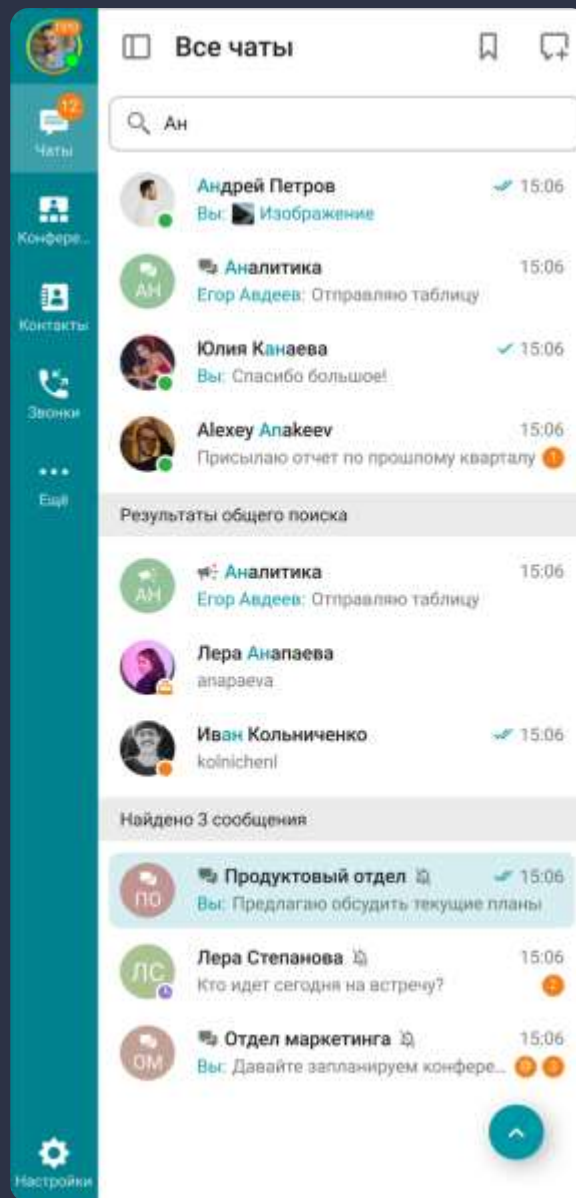 Все чаты
12
Чаты
Ан
Конфере...
Контакты
Звонки
Ещё
Андрей Петров 15:06
Вы: Изображение
АН
Аналитика 15:06
Егор Авдеев: Отправляю таблицу
Юлия Канаева 15:06
Вы: Спасибо большое!
Alexey Anakeev 15:06
Присылаю отчет по прошлому кварталу 1
Результаты общего поиска
АН
Аналитика 15:06
Егор Авдеев: Отправляю таблицу
Лера Анапаева
anapaeva
Иван Кольниченко 15:06
kolnichenl
Найдено 3 сообщения
ПО
Продуктовый отдел 15:06
Вы: Предлагаю обсудить текущие планы
ЛС
Лера Степанова 15:06
Кто идет сегодня на встречу? 2
ОМ
Отдел маркетинга 15:06
Вы: Давайте запланируем конфере...
Настройки